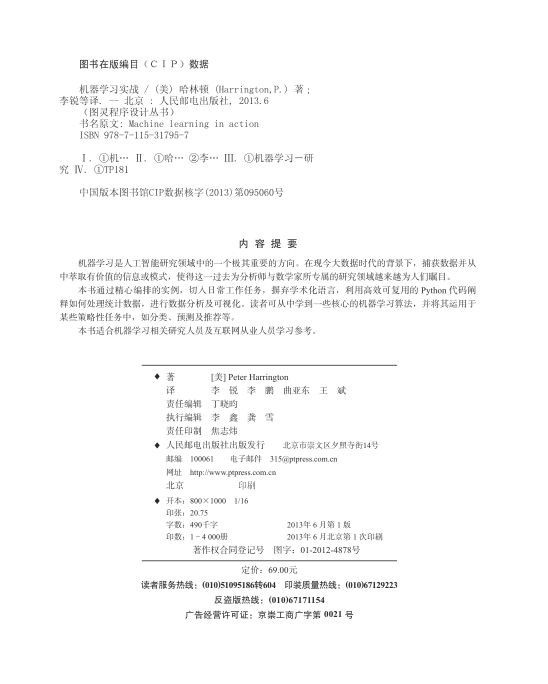 图书在版编目（ＣＩＰ）数据
机器学习实战 / (美) 哈林顿 (Harrington,P.) 著 ;
李锐等译. — 北京 : 人民邮电出版社, 2013.6
（图灵程序设计丛书）
书名原文: Machine learning in action
ISBN 978-7-115-31795-7
Ⅰ. ①机… Ⅱ. ①哈… ②李… Ⅲ. ①机器学习－研
究 Ⅳ. ①TP181
中国版本图书馆CIP数据核字(2013)第095060号
内 容 提 要
机器学习是人工智能研究领域中的一个极其重要的方向。在现今大数据时代的背景下，捕获数据并从
中萃取有价值的信息或模式，使得这一过去为分析师与数学家所专属的研究领域越来越为人们瞩目。
本书通过精心编排的实例，切入日常工作任务，摒弃学术化语言，利用高效可复用的 Python 代码阐
释如何处理统计数据，进行数据分析及可视化。读者可从中学到一些核心的机器学习算法，并将其运用于
某些策略性任务中，如分类、预测及推荐等。
本书适合机器学习相关研究人员及互联网从业人员学习参考。
♦ 著 [美] Peter Harrington
译 李 锐 李 鹏 曲亚东 王 斌
责任编辑 丁晓昀
执行编辑 李 鑫 龚 雪
责任印制 焦志炜
♦ 人民邮电出版社出版发行 北京市崇文区夕照寺街14号
邮编 100061 电子邮件 315@ptpress.com.cn
网址 http://www.ptpress.com.cn
北京 印刷
♦ 开本：800×1000 1/16
印张：20.75
字数：490千字 2013年 6 月第 1 版
印数：1 – 4 000册 2013年 6 月北京第 1 次印刷
著作权合同登记号 图字：01-2012-4878号
定价：69.00元
读者服务热线：(010)51095186转604 印装质量热线：(010)67129223
反盗版热线：(010)67171154
广告经营许可证：京崇工商广字第 0021 号